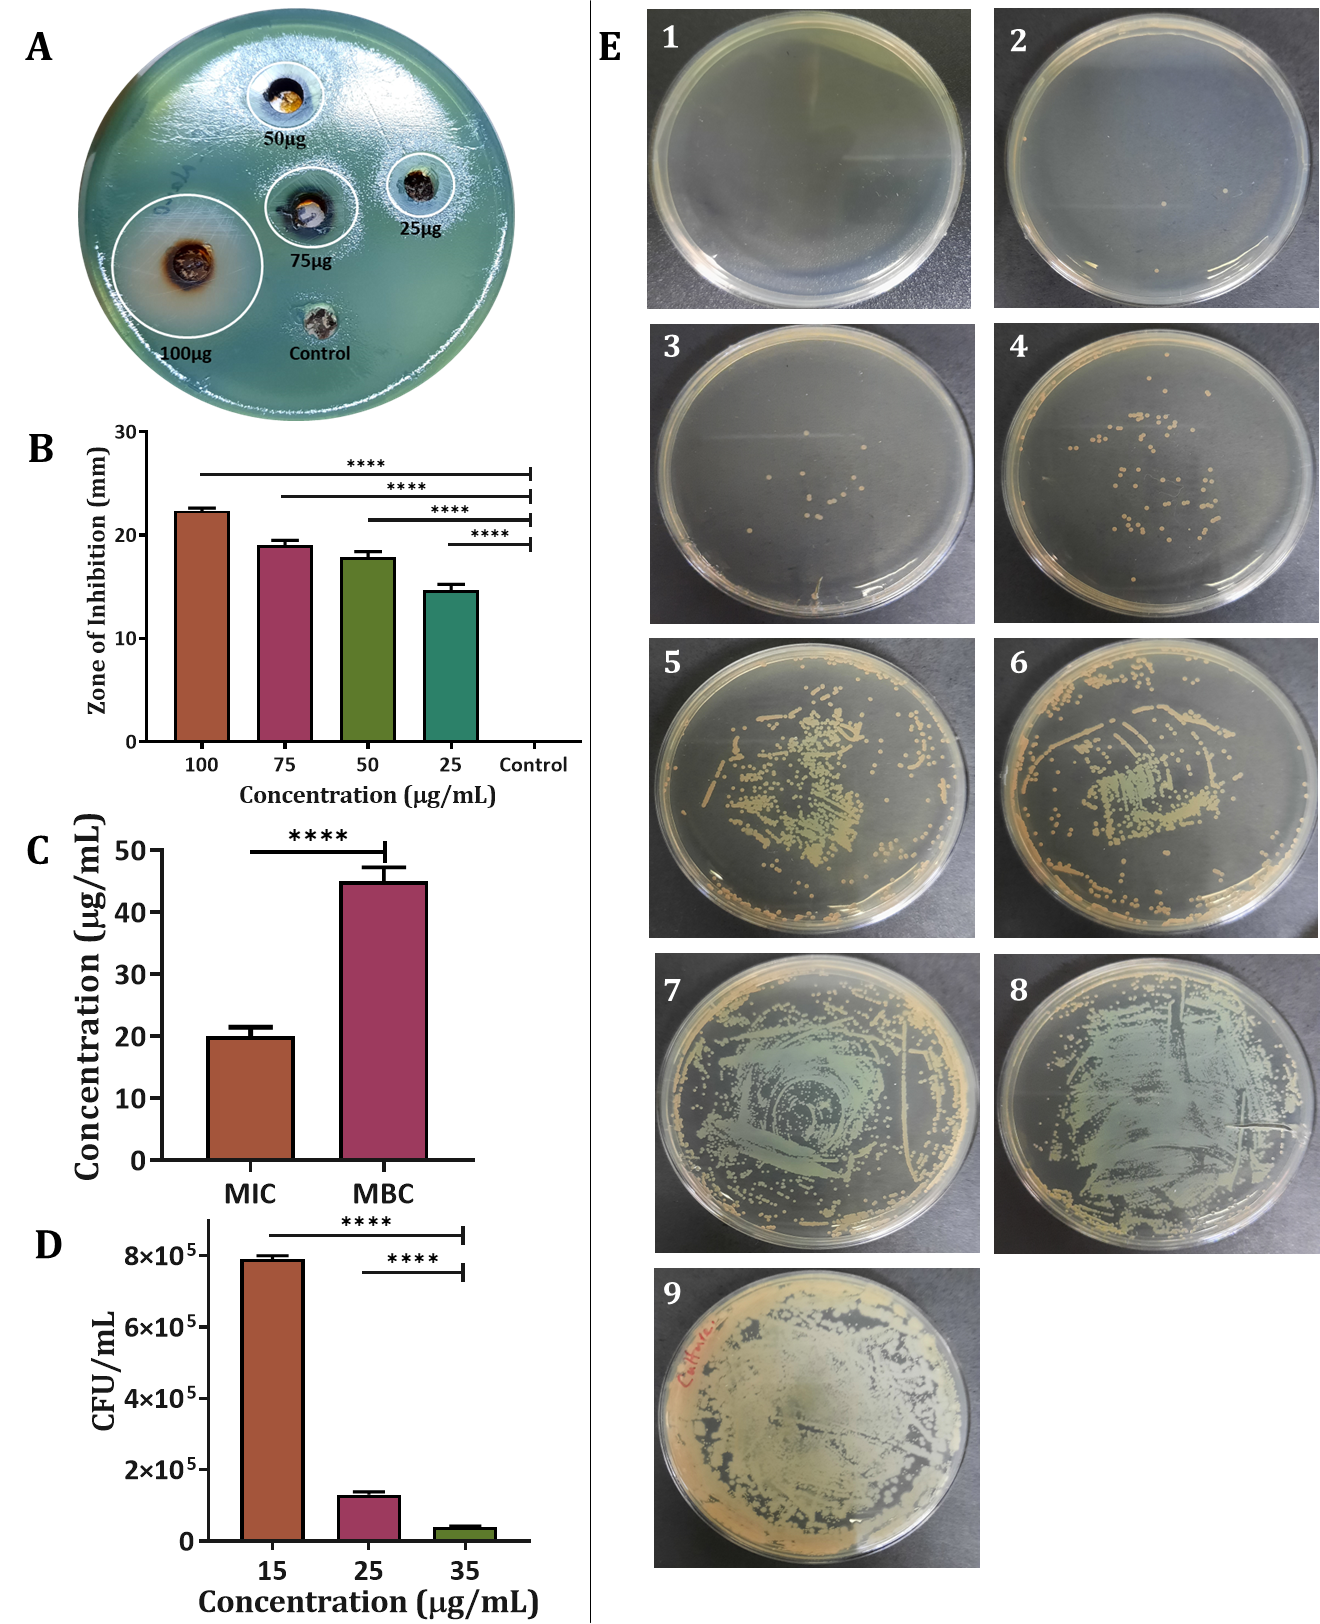 A
50µg
25µg
75µg
100µg
Control
B
Zone of Inhibition (mm)
30
20
10
0
****
****
****
****
100
75
50
25
Control
Concentration (µg/mL)
C
Concentration (µg/mL)
50
40
30
20
10
0
****
MIC
MBC
D
CFU/mL
8×10⁵
6×10⁵
4×10⁵
2×10⁵
0
****
****
15
25
35
Concentration (µg/mL)
E
1
2
3
4
5
6
7
8
9
Culture